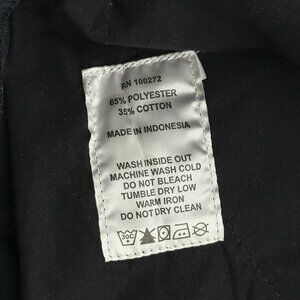 RN 100272
65% POLYESTER
35% COTTON
MADE IN INDONESIA
WASH INSIDE OUT
MACHINE WASH COLD
DO NOT BLEACH
TUMBLE DRY LOW
WARM IRON
DO NOT DRY CLEAN
30C